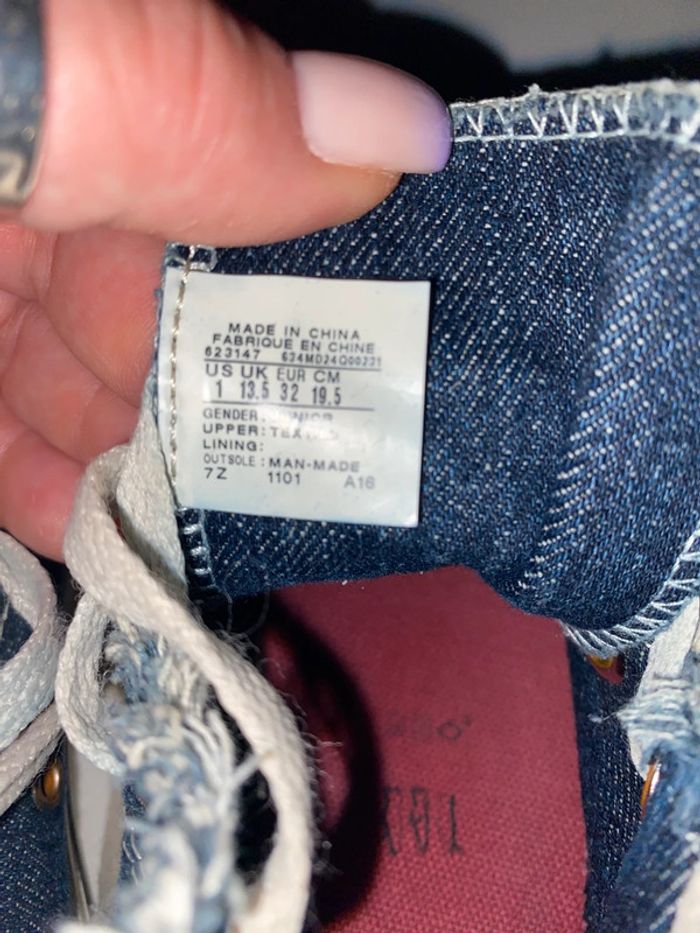 MADE IN CHINA
FABRIQUE EN CHINE
623147 634MD24Q00231
US UK EUR CM
1 13.5 32 19.5
GENDER:
UPPER:
LINING:
OUTSOLE : MAN-MADE
7Z 1101 A16